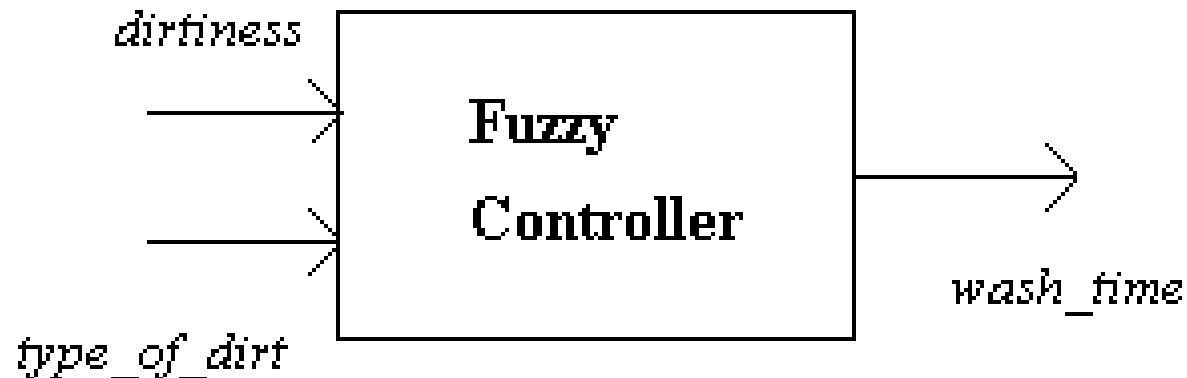 dirtiness
Fuzzy
Controller
wash_time
type_of_dirt